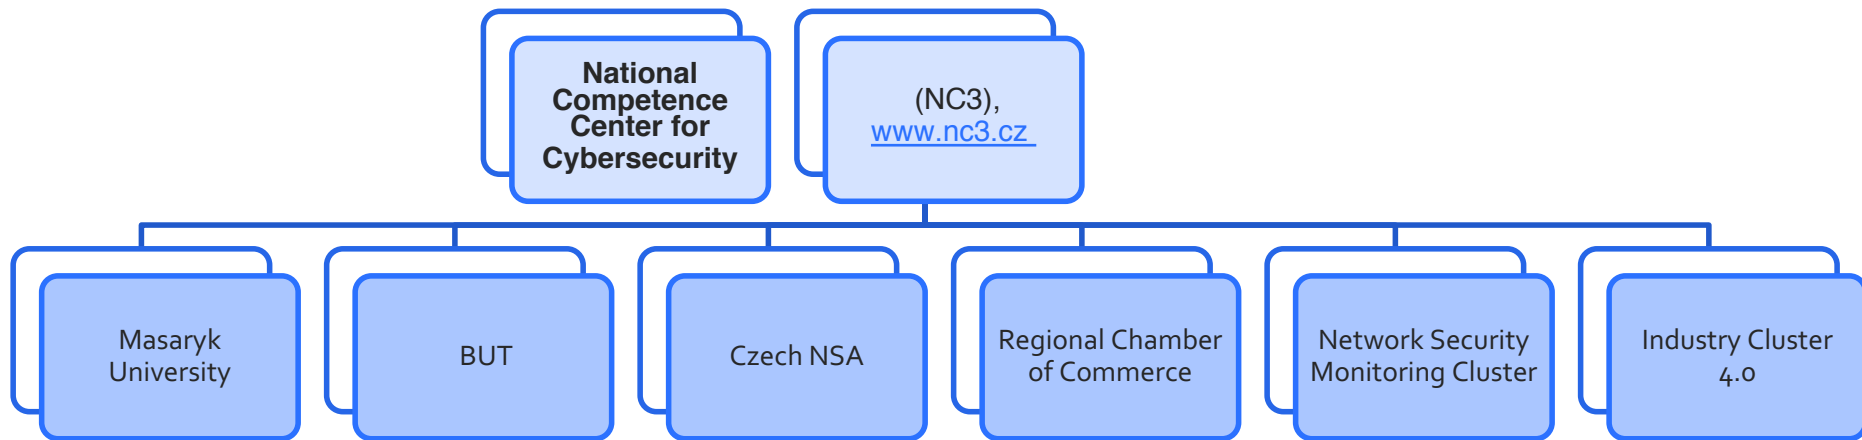 National
Competence
Center for
Cybersecurity
(NC3),
www.nc3.cz
Masaryk
University
BUT
Czech NSA
Regional Chamber
of Commerce
Network Security
Monitoring Cluster
Industry Cluster
4.0